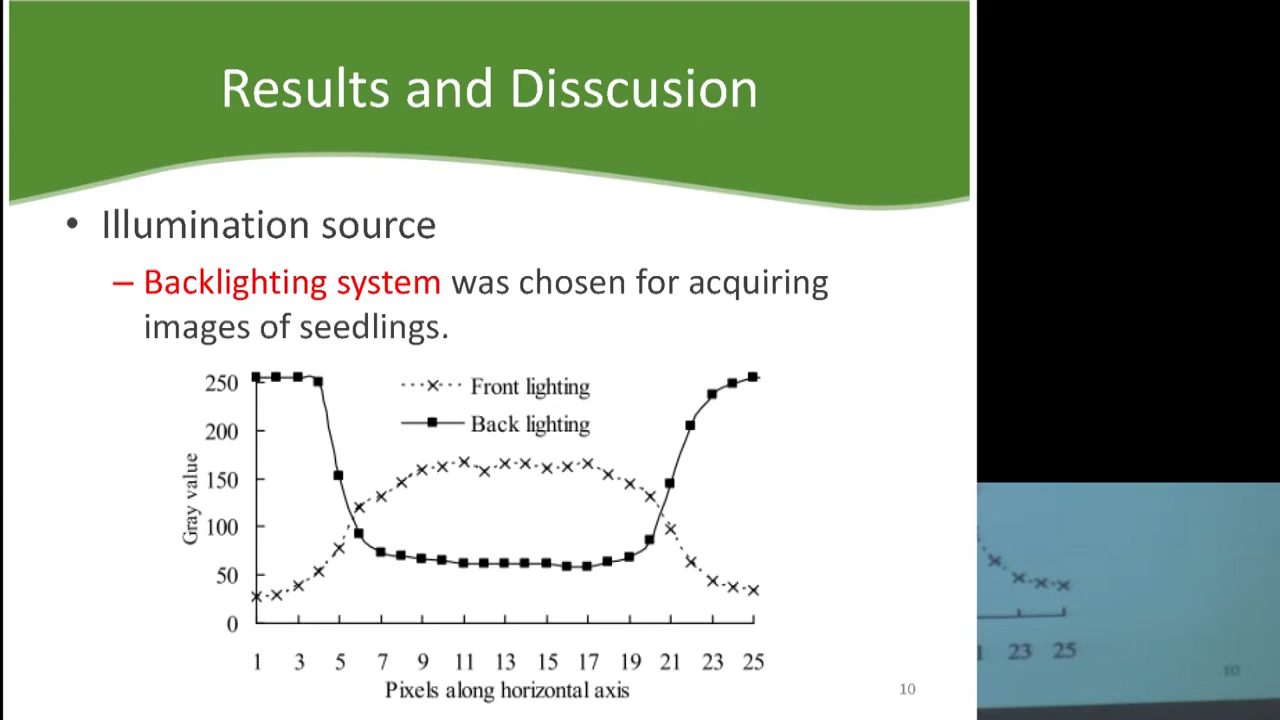 Results and Disscusion
• Illumination source
– Backlighting system was chosen for acquiring
images of seedlings.
Front lighting
Back lighting
Gray value
250
200
150
100
50
0
1 3 5 7 9 11 13 15 17 19 21 23 25
Pixels along horizontal axis
10
23 25
10